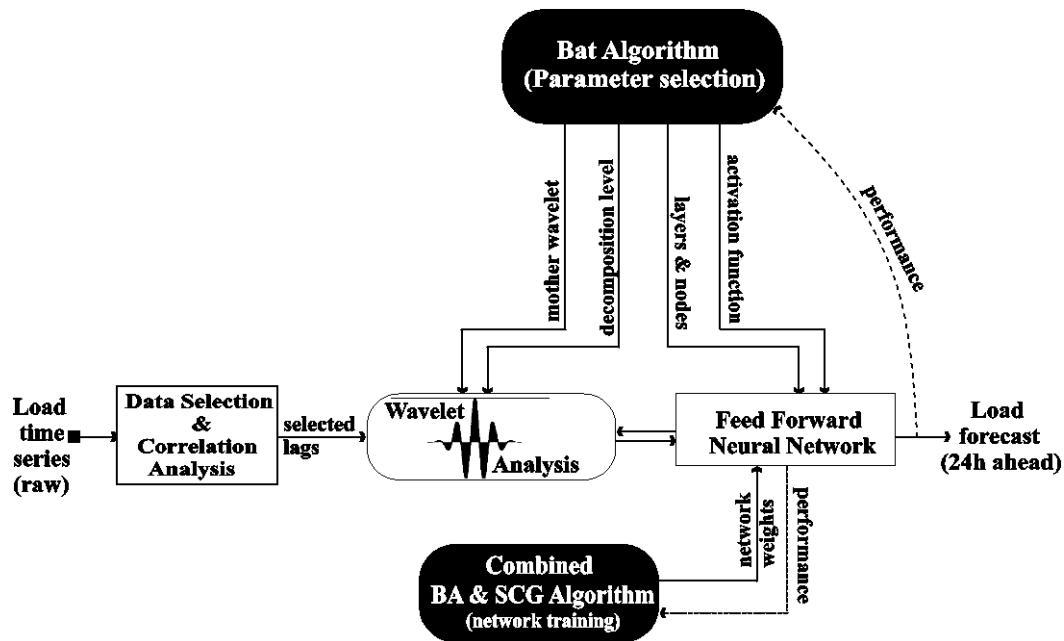 Bat Algorithm
(Parameter selection)
mother wavelet
decomposition level
layers & nodes
activation function
performance
Load
time
series
(raw)
Data Selection
&
Correlation
Analysis
selected
lags
Wavelet
Analysis
Feed Forward
Neural Network
Load
forecast
(24h ahead)
network
weights
performance
Combined
BA & SCG Algorithm
(network training)